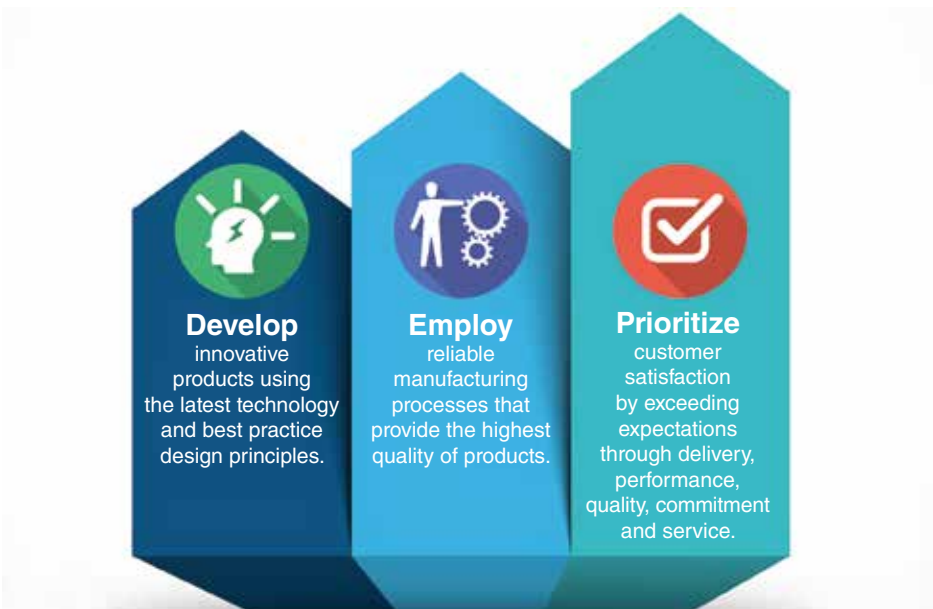 Develop
innovative
products using
the latest technology
and best practice
design principles.
Employ
reliable
manufacturing
processes that
provide the highest
quality of products.
Prioritize
customer
satisfaction
by exceeding
expectations
through delivery,
performance,
quality, commitment
and service.